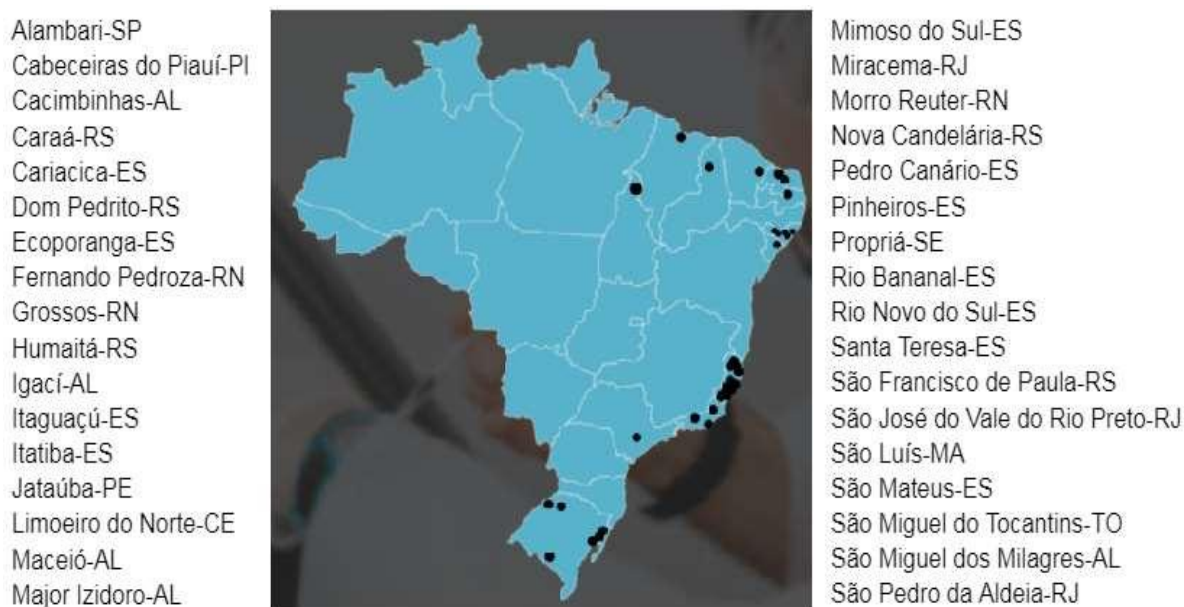 Alambari-SP
Cabeceiras do Piauí-PI
Cacimbinhas-AL
Caraá-RS
Cariacica-ES
Dom Pedrito-RS
Ecoporanga-ES
Fernando Pedroza-RN
Grossos-RN
Humaitá-RS
Igací-AL
Itaguaçú-ES
Itatiba-ES
Jataúba-PE
Limoeiro do Norte-CE
Maceió-AL
Major Izidoro-AL
Mimoso do Sul-ES
Miracema-RJ
Morro Reuter-RN
Nova Candelária-RS
Pedro Canário-ES
Pinheiros-ES
Propriá-SE
Rio Bananal-ES
Rio Novo do Sul-ES
Santa Teresa-ES
São Francisco de Paula-RS
São José do Vale do Rio Preto-RJ
São Luís-MA
São Mateus-ES
São Miguel do Tocantins-TO
São Miguel dos Milagres-AL
São Pedro da Aldeia-RJ